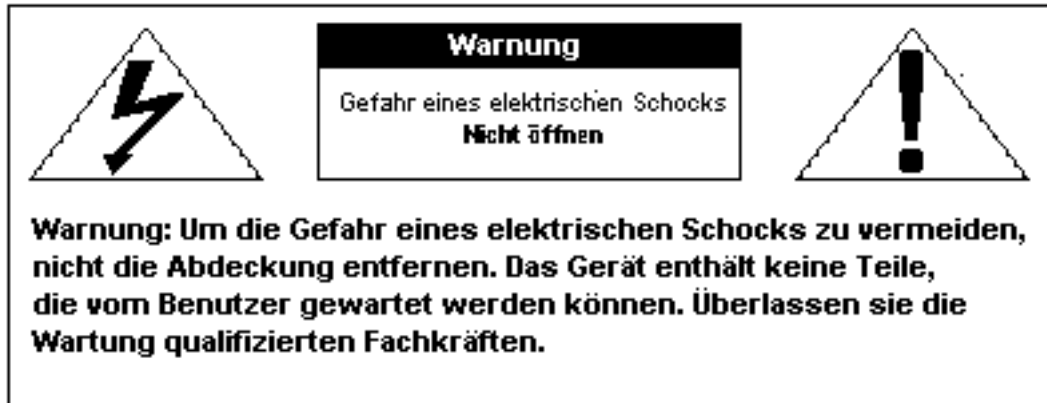 Warnung
Gefahr eines elektrischen Schocks
Nicht öffnen
Warnung: Um die Gefahr eines elektrischen Schocks zu vermeiden,
nicht die Abdeckung entfernen. Das Gerät enthält keine Teile,
die vom Benutzer gewartet werden können. Überlassen sie die
Wartung qualifizierten Fachkräften.